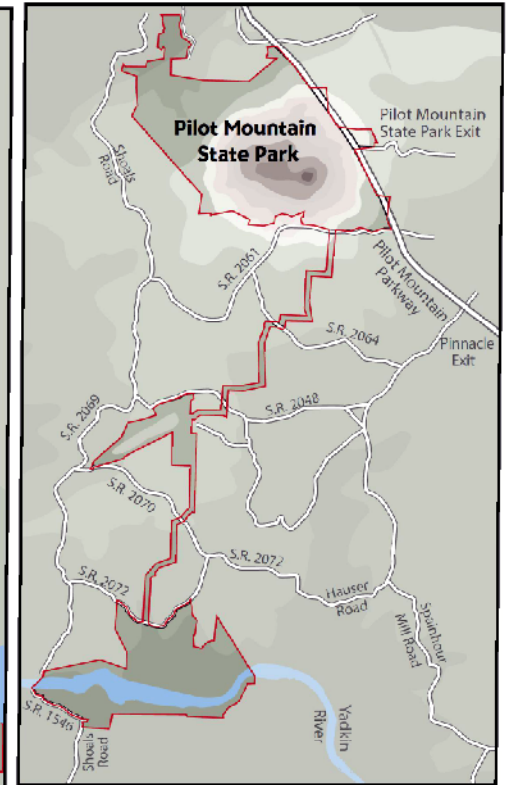 Pilot Mountain
State Park
Pilot Mountain
State Park Exit
Shoals
Road
S.R. 2061
Pilot Mountain
Parkway
S.R. 2064
Pinnacle
Exit
S.R. 2069
S.R. 2048
S.R. 2070
S.R. 2072
S.R. 2072
Hauser
Road
Spainhour
Mill Road
S.R. 1546
Shoals
Road
Yadkin
River